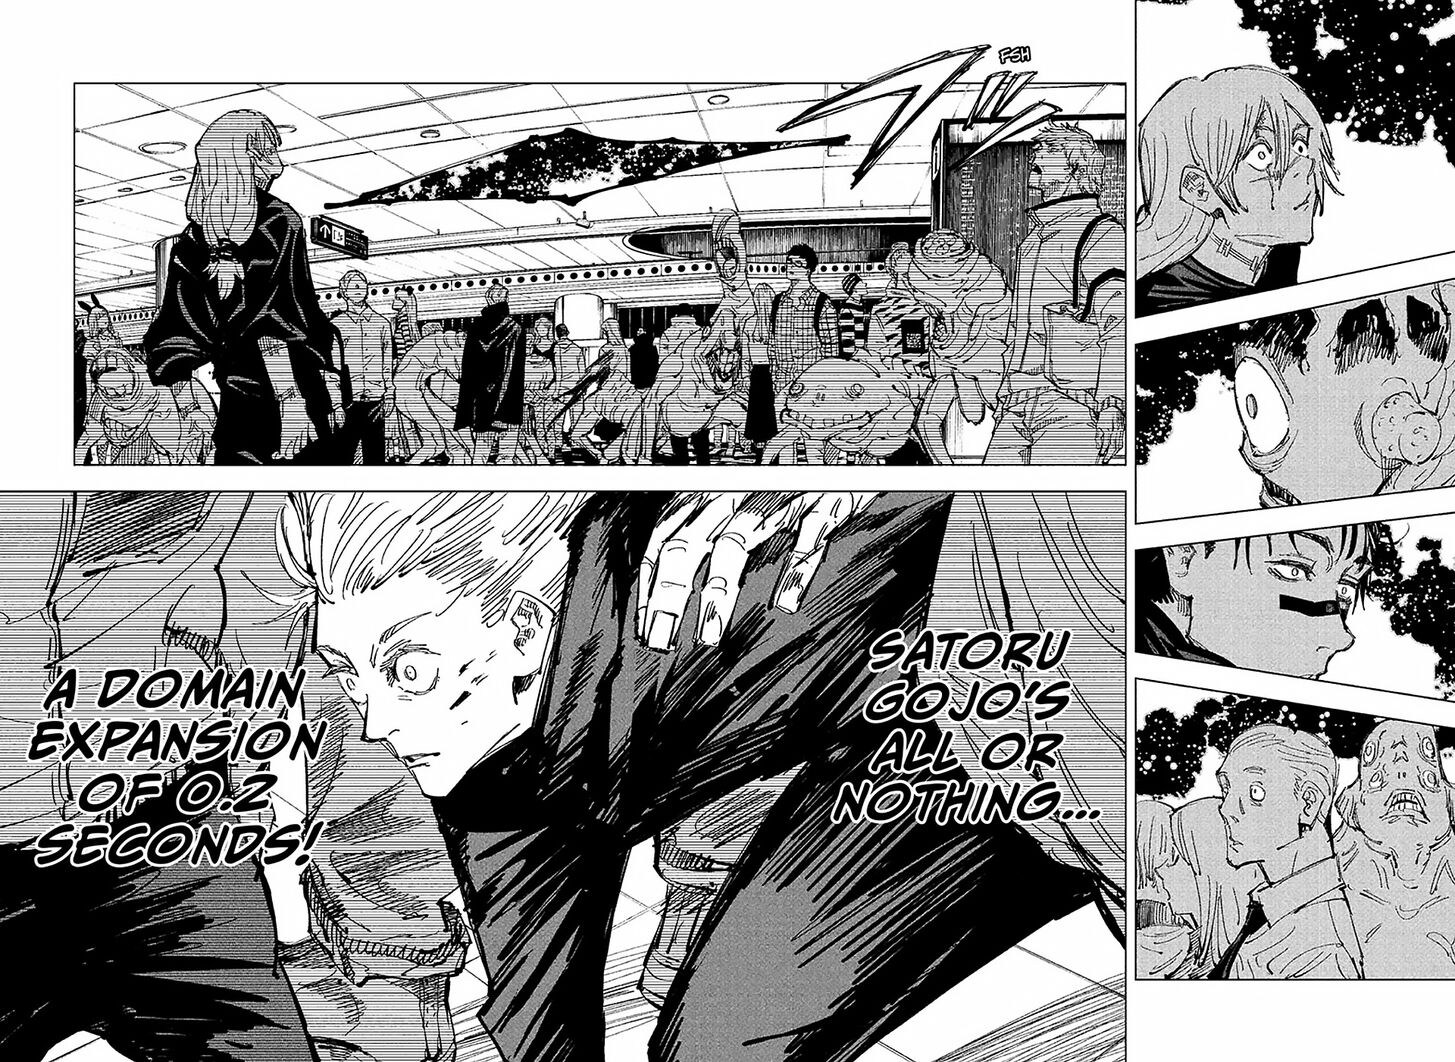 FSH
SATORU
GOJO'S
ALL OR
NOTHING...
A DOMAIN
EXPANSION
OF 0.2
SECONDS!